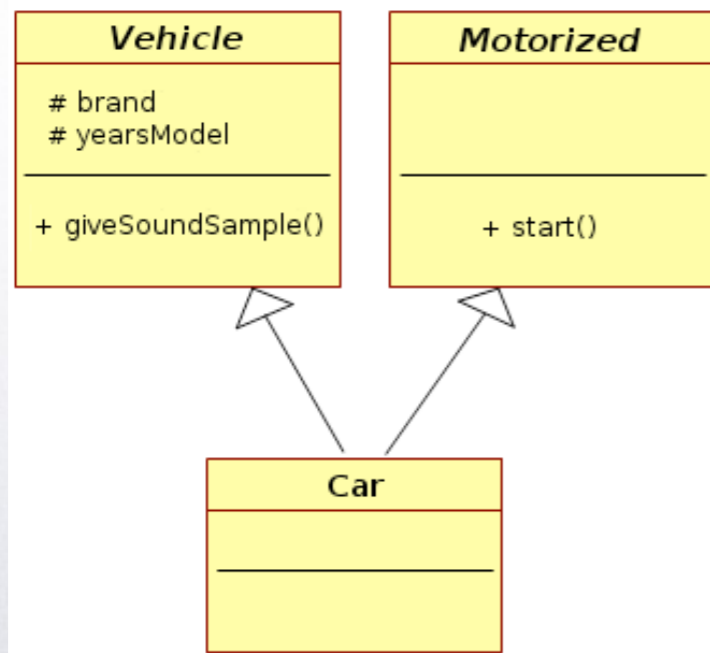 Vehicle
# brand
# yearsModel
+ giveSoundSample()
Motorized
+ start()
Car